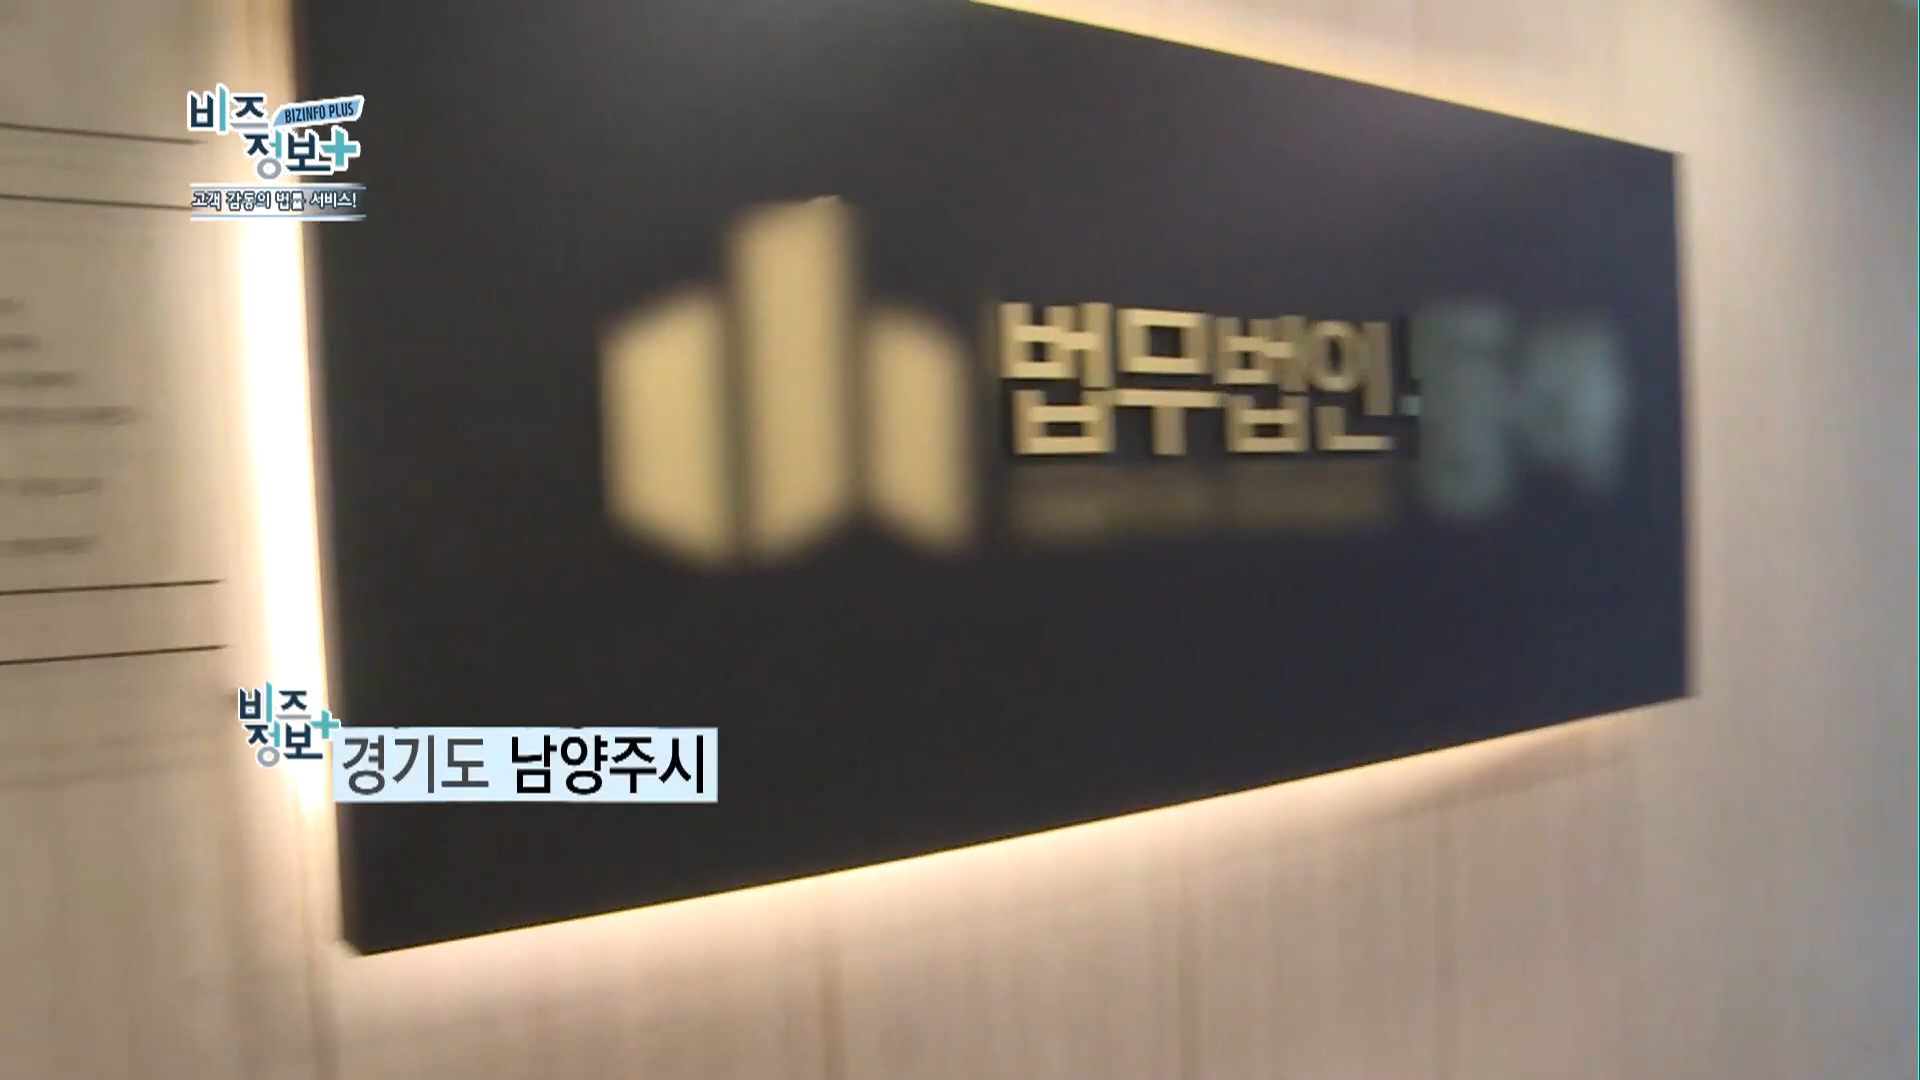 비즈
BIZINFO PLUS
정보+
고객 감동의 법률 서비스!
법무법인
비즈
정보+
경기도 남양주시